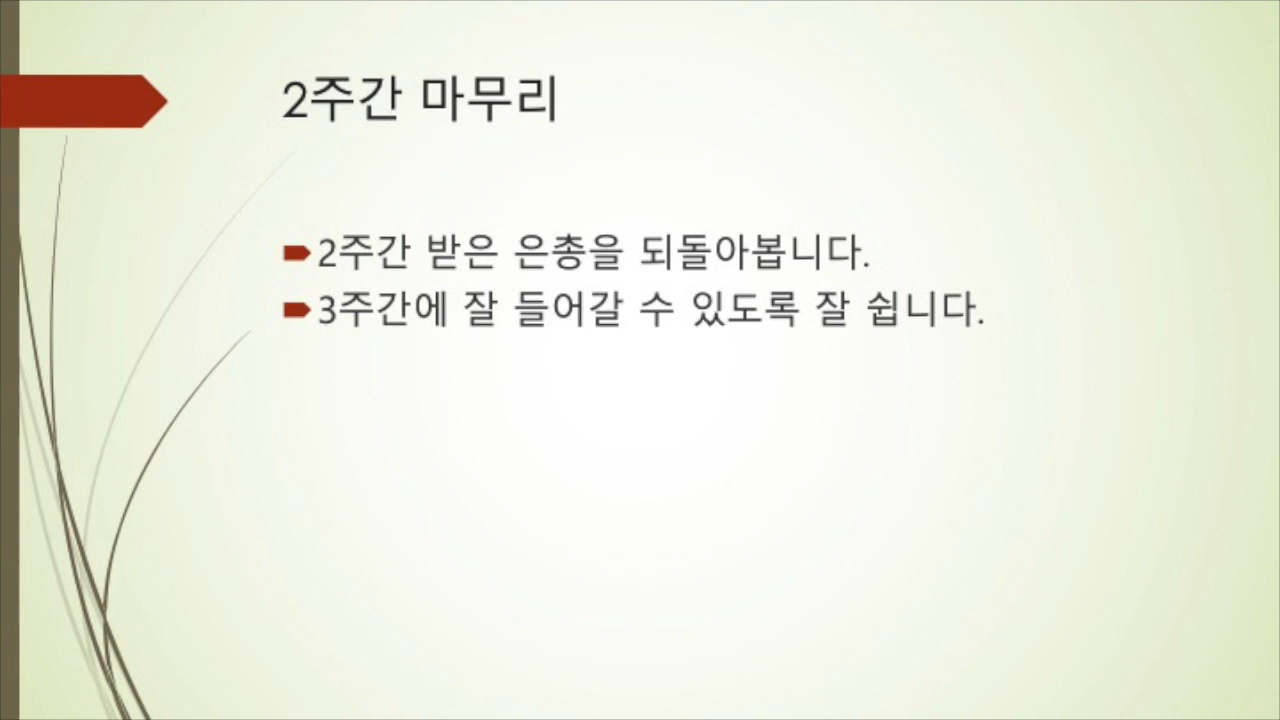 2주간 마무리
2주간 받은 은총을 되돌아봅니다.
3주간에 잘 들어갈 수 있도록 잘 쉽니다.